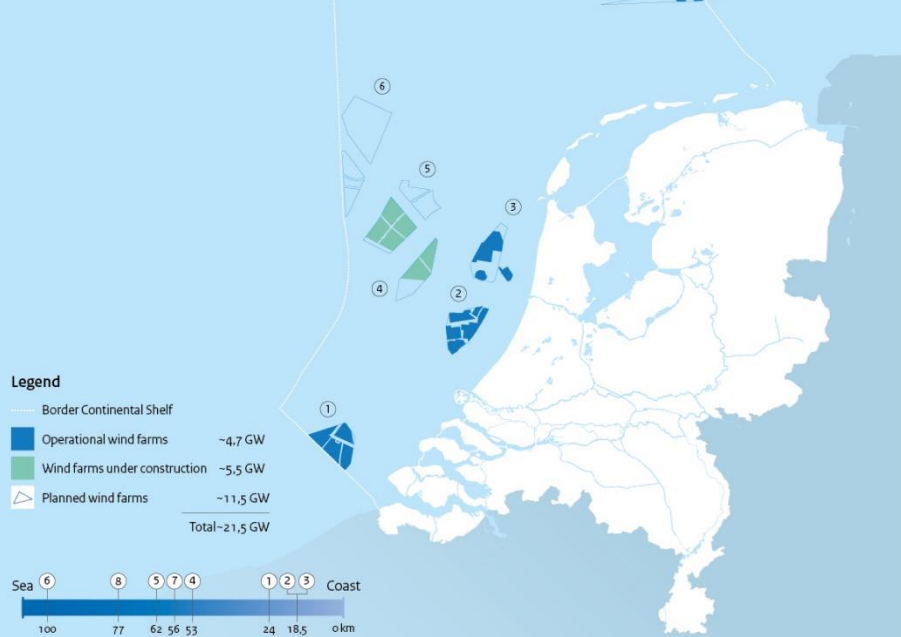 6
5
3
4
2
1
Legend
Border Continental Shelf
Operational wind farms ~4,7 GW
Wind farms under construction ~5,5 GW
Planned wind farms ~11,5 GW
Total~21,5 GW
Sea 6 8 5 7 4 1 2 3 Coast
100 77 62 56 53 24 18,5 0 km